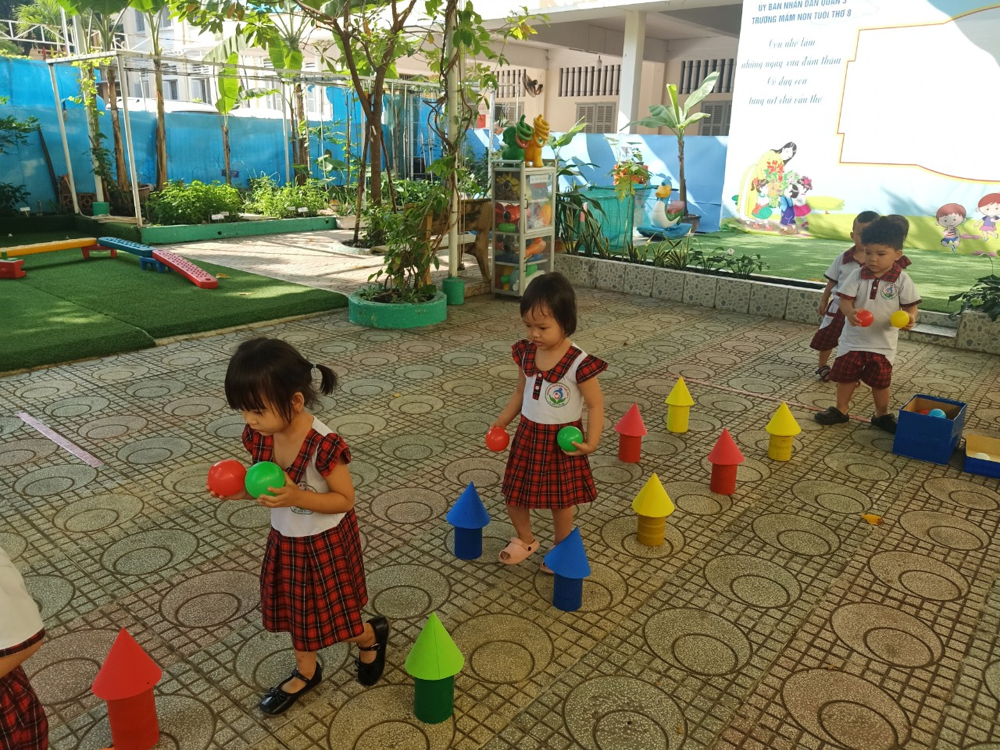 ỦY BAN NHÂN DÂN QUẬN 3
TRƯỜNG MẦM NON TUỔI THƠ 8
Con nhớ lắm
những ngày xưa đầm thắm
Cô dạy con
từng nét chữ vần thơ